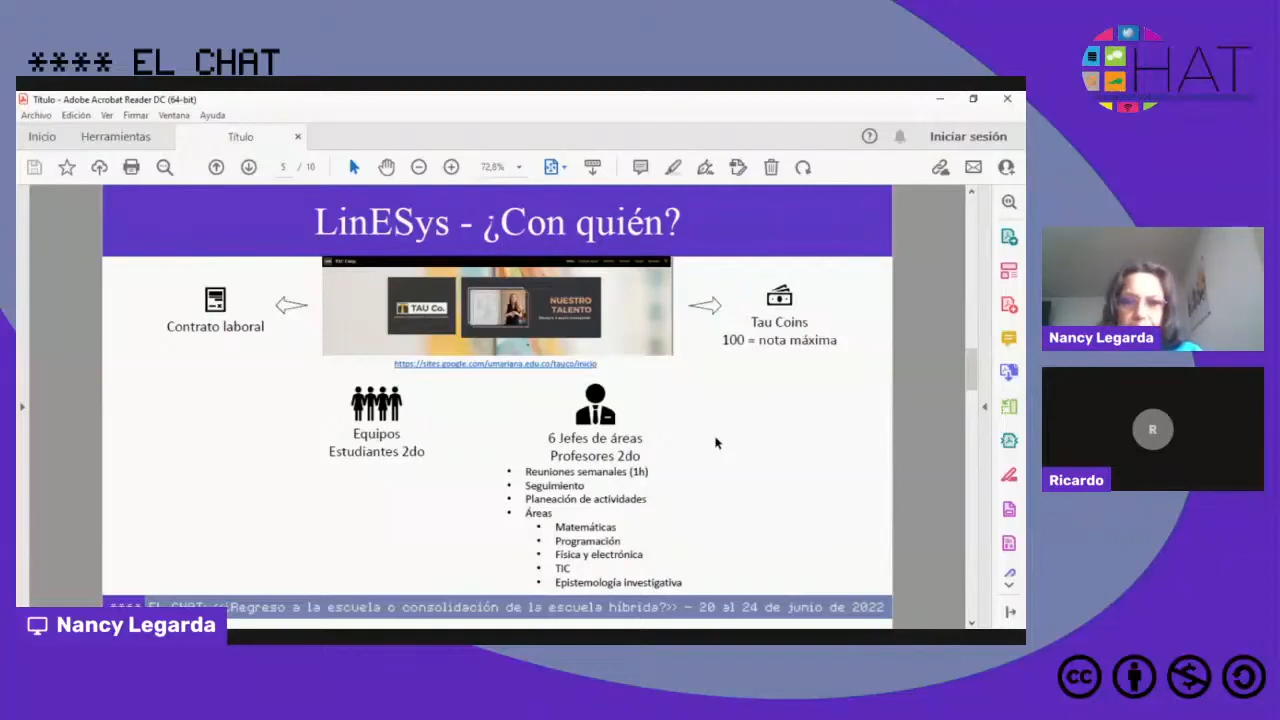 **** EL CHAT
HAT
Título - Adobe Acrobat Reader DC (64-bit)
Archivo Edición Ver Firmar Ventana Ayuda
Inicio Herramientas Título × Iniciar sesión
5 / 10 72,8%
LinESys - ¿Con quién?
TAU Co.
NUESTRO
TALENTO
Contrato laboral
Tau Coins
100 = nota máxima
https://sites.google.com/umariana.edu.co/tauco/inicio
Equipos
Estudiantes 2do
6 Jefes de áreas
Profesores 2do
• Reuniones semanales (1h)
• Seguimiento
• Planeación de actividades
• Áreas
• Matemáticas
• Programación
• Física y electrónica
• TIC
• Epistemología investigativa
**** EL CHAT: <<¿Regreso a la escuela o consolidación de la escuela híbrida?>> – 20 al 24 de junio de 2022
Nancy Legarda
Nancy Legarda
R
Ricardo
cc